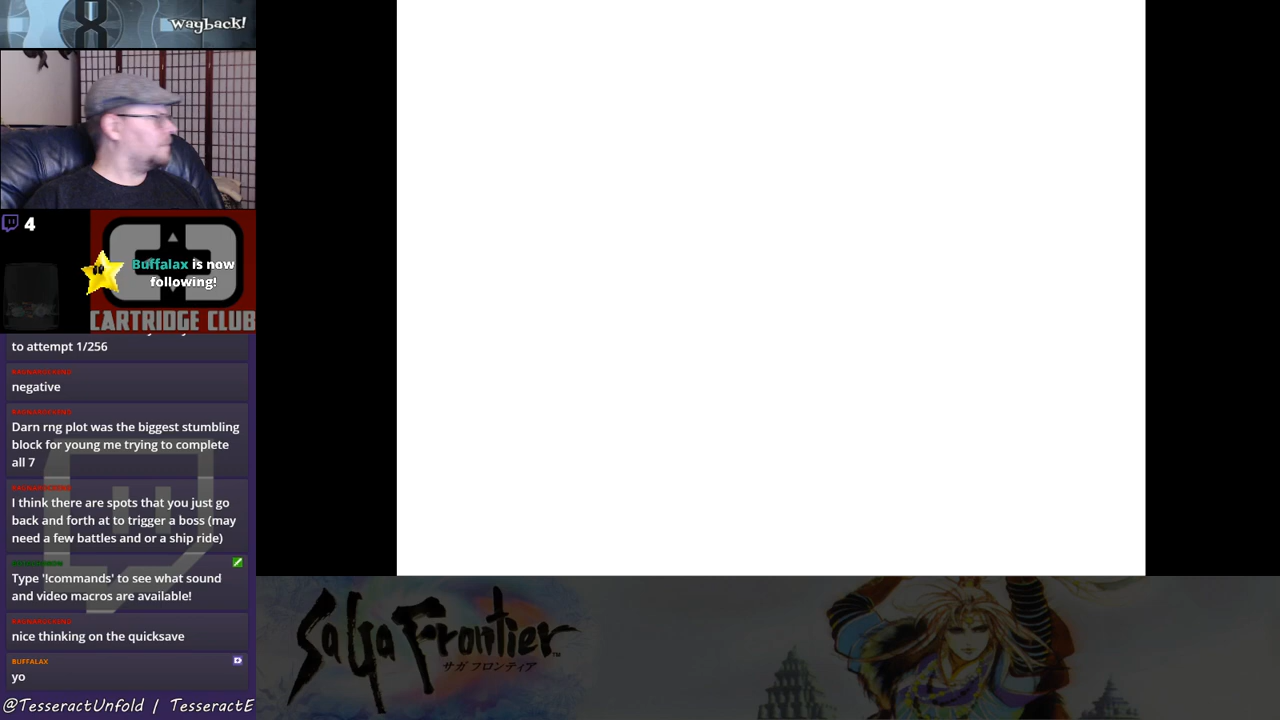 wayback!
4
Buffalax is now
following!
CARTRIDGE CLUB
to attempt 1/256
negative
Darn rng plot was the biggest stumbling
block for young me trying to complete
all 7
I think there are spots that you just go
back and forth at to trigger a boss (may
need a few battles and or a ship ride)
Type '!commands' to see what sound
and video macros are available!
nice thinking on the quicksave
BUFFALAX
yo
@TesseractUnfold / TesseractE
SaGa Frontier
サガ フロンティア